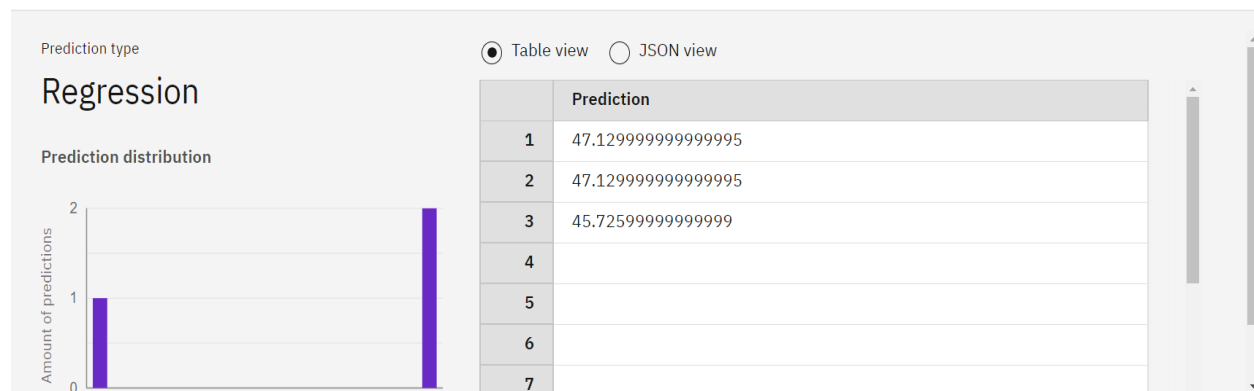 Prediction type
Regression
Prediction distribution
2
1
0
Amount of predictions
Table view JSON view
Prediction
1 47.129999999999995
2 47.129999999999995
3 45.72599999999999
4
5
6
7